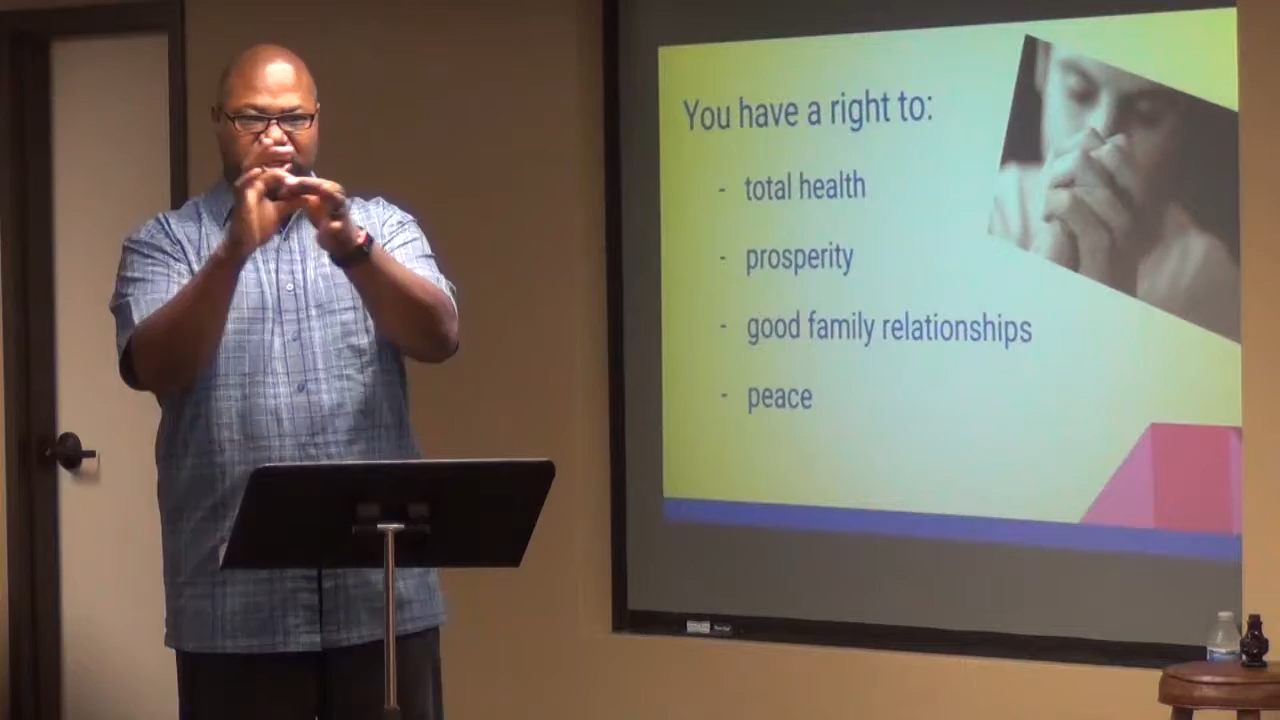 You have a right to:
- total health
- prosperity
- good family relationships
- peace